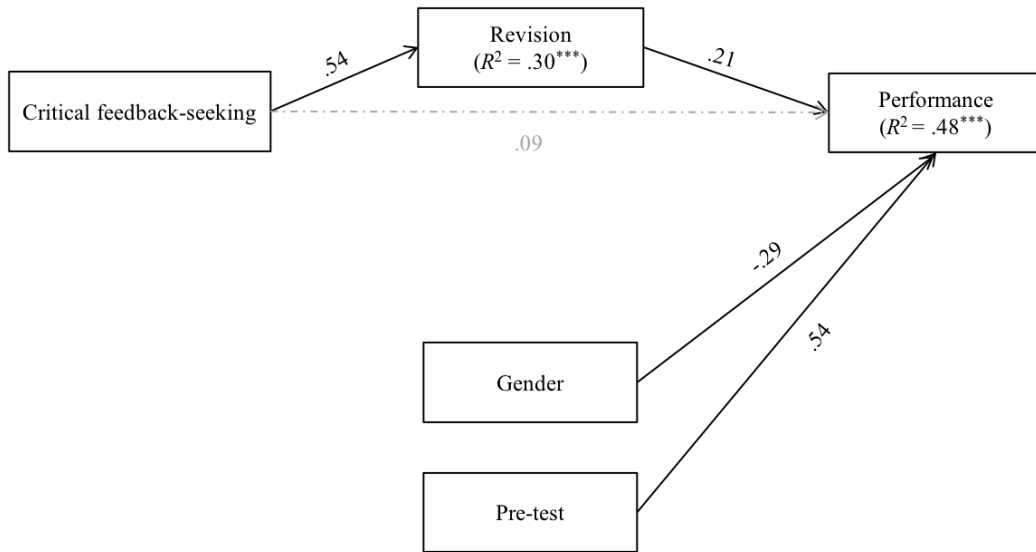 Revision
(R² = .30***)
.54
.21
Critical feedback-seeking
Performance
(R² = .48***)
.09
-.29
.54
Gender
Pre-test